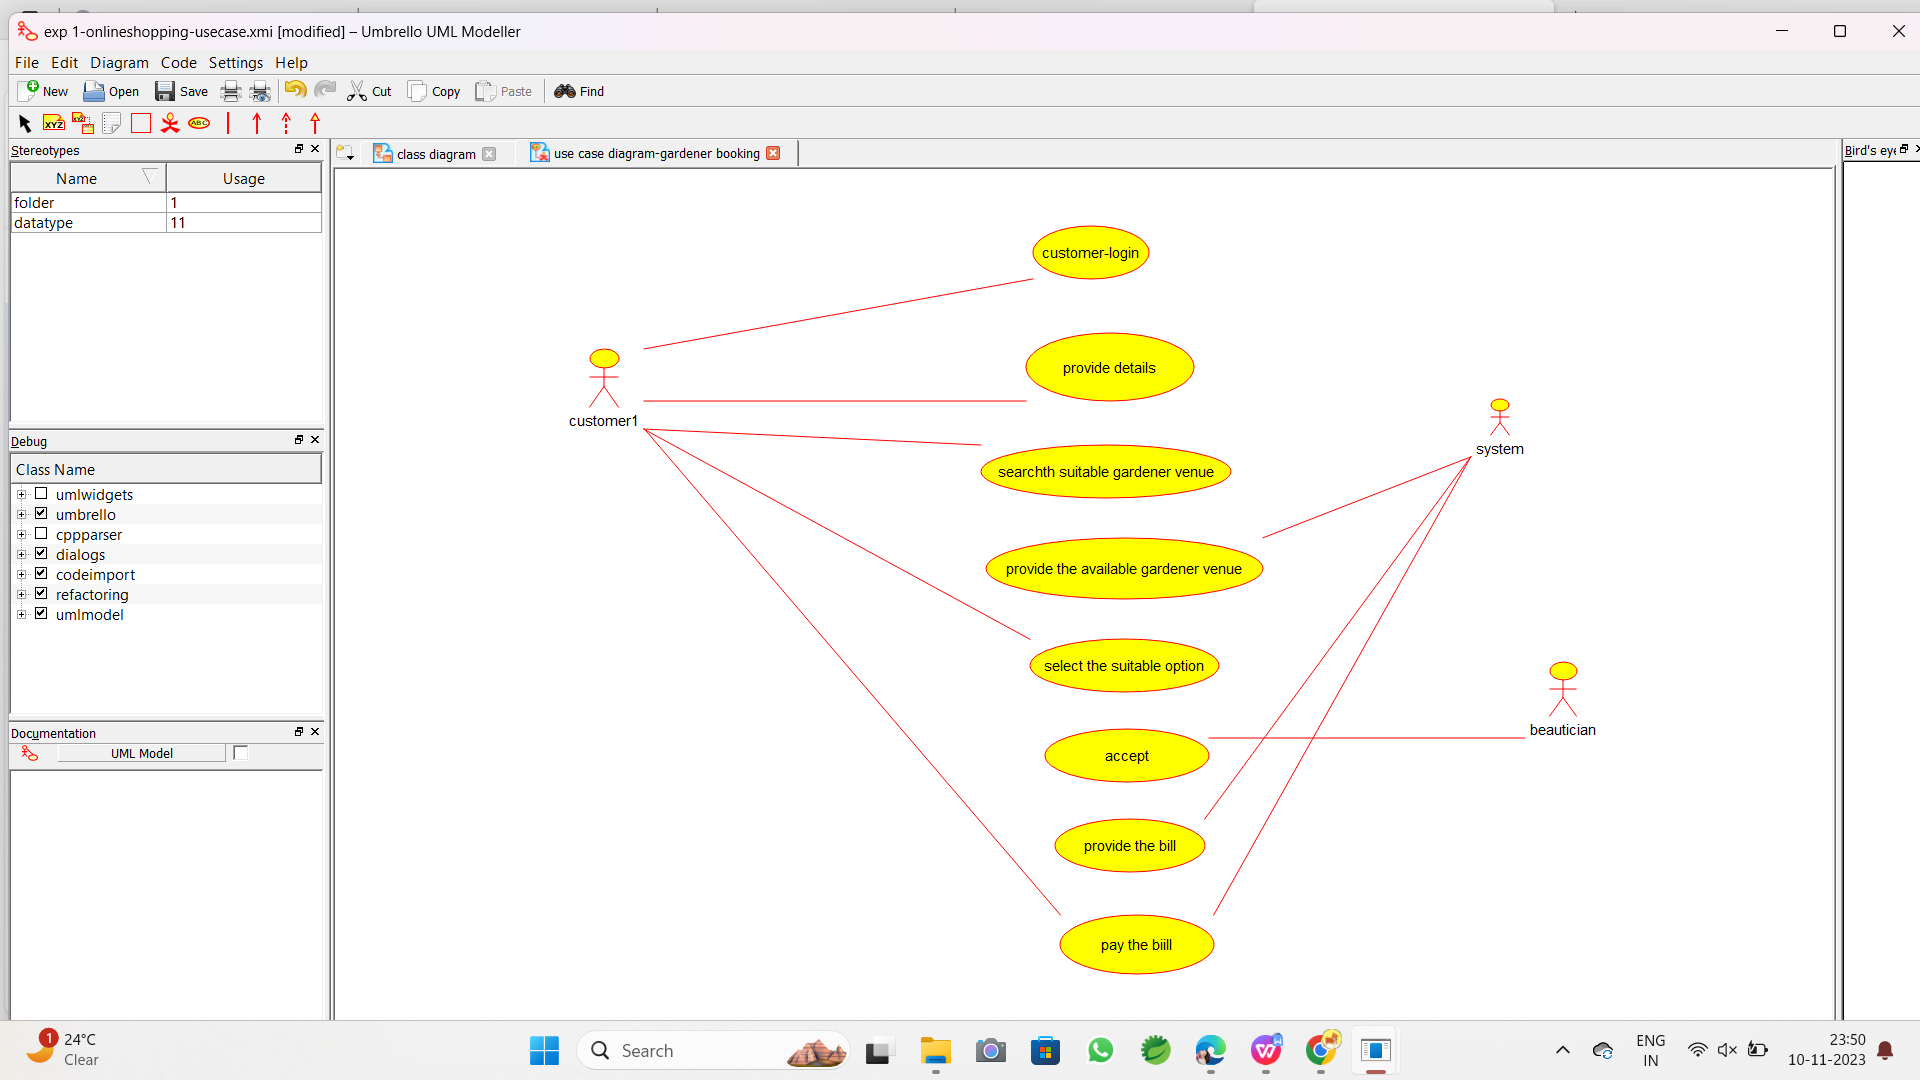 exp 1-onlineshopping-usecase.xmi [modified] – Umbrello UML Modeller
File Edit Diagram Code Settings Help
New Open Save Cut Copy Paste Find
XYZ XYZ ABC
Stereotypes
class diagram
use case diagram-gardener booking
Bird's eye
Name Usage
folder 1
datatype 11
Debug
Class Name
umlwidgets
umbrello
cppparser
dialogs
codeimport
refactoring
umlmodel
Documentation
UML Model
customer-login
provide details
customer1
system
searchth suitable gardener venue
provide the available gardener venue
select the suitable option
beautician
accept
provide the bill
pay the biill
1
24°C
Clear
Search
ENG
IN
23:50
10-11-2023